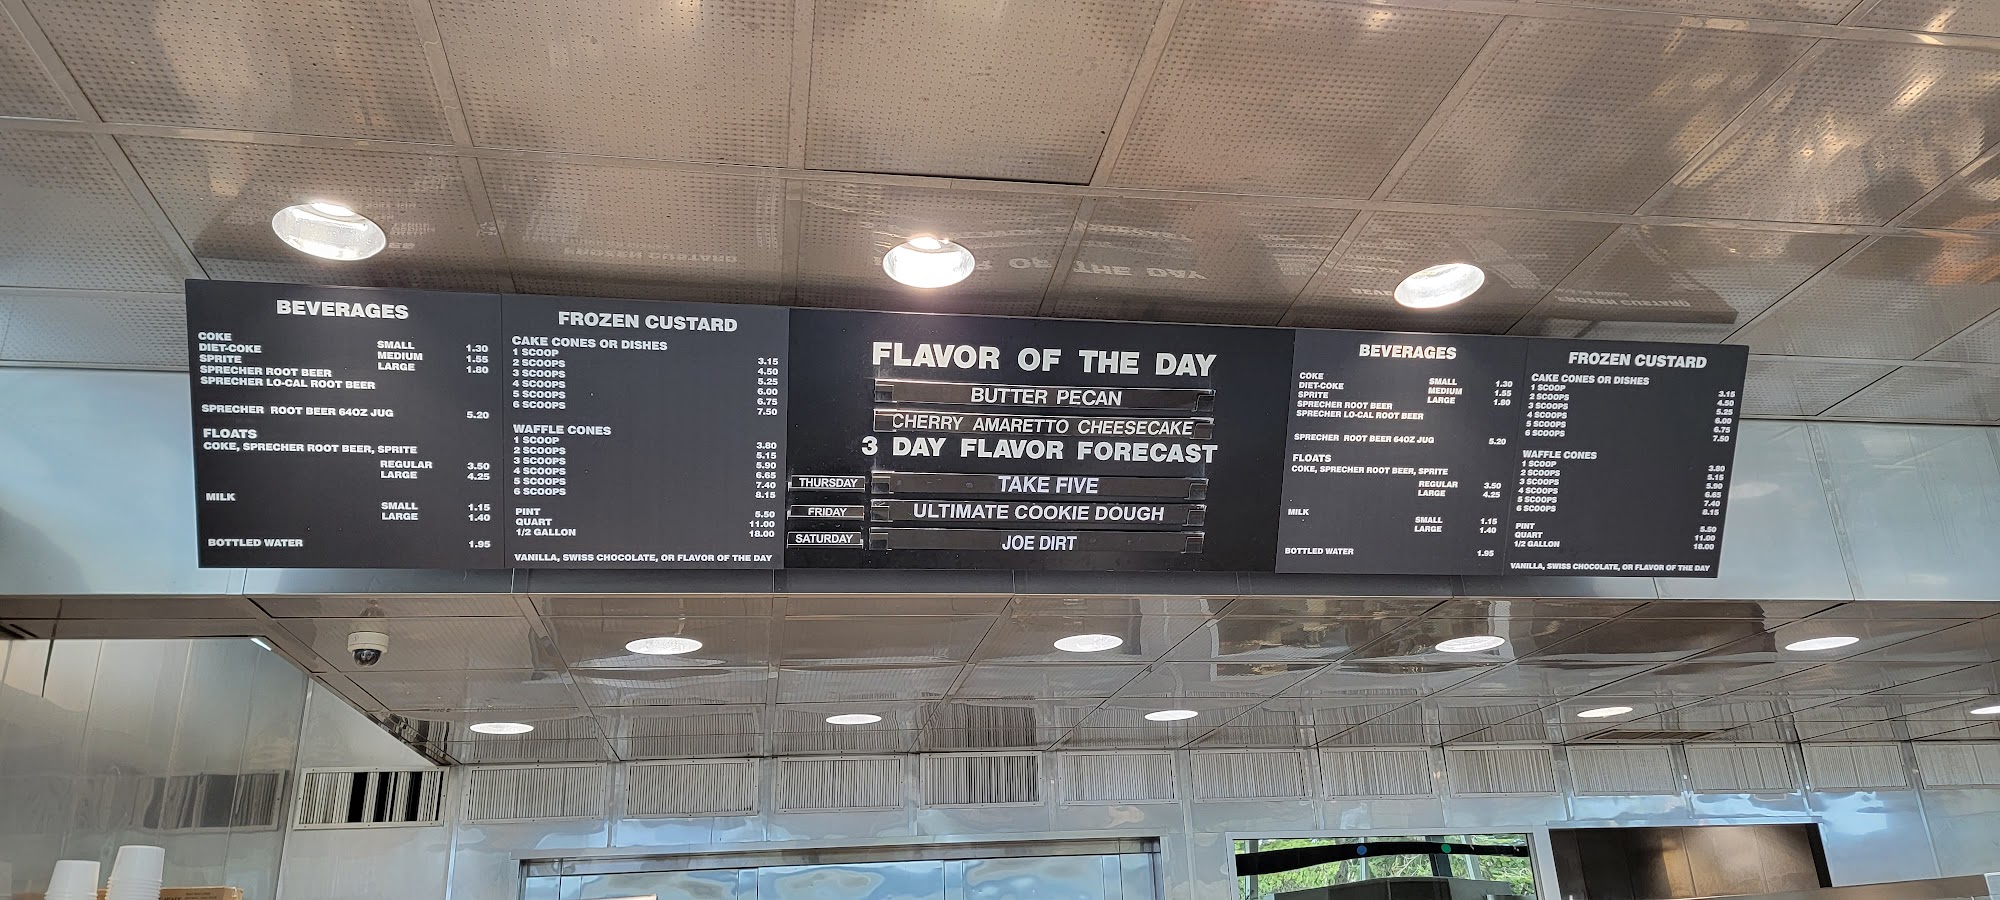 BEVERAGES
COKE
DIET-COKE SMALL 1.30
SPRITE MEDIUM 1.55
SPRECHER ROOT BEER LARGE 1.80
SPRECHER LO-CAL ROOT BEER
SPRECHER ROOT BEER 64OZ JUG 5.20
FLOATS
COKE, SPRECHER ROOT BEER, SPRITE
REGULAR 3.50
LARGE 4.25
MILK
SMALL 1.15
LARGE 1.40
BOTTLED WATER 1.95
FROZEN CUSTARD
CAKE CONES OR DISHES
1 SCOOP 3.15
2 SCOOPS 4.50
3 SCOOPS 5.25
4 SCOOPS 6.00
5 SCOOPS 6.75
6 SCOOPS 7.50
WAFFLE CONES
1 SCOOP 3.80
2 SCOOPS 5.15
3 SCOOPS 5.90
4 SCOOPS 6.65
5 SCOOPS 7.40
6 SCOOPS 8.15
PINT 5.50
QUART 11.00
1/2 GALLON 18.00
VANILLA, SWISS CHOCOLATE, OR FLAVOR OF THE DAY
FLAVOR OF THE DAY
BUTTER PECAN
CHERRY AMARETTO CHEESECAKE
3 DAY FLAVOR FORECAST
THURSDAY TAKE FIVE
FRIDAY ULTIMATE COOKIE DOUGH
SATURDAY JOE DIRT
BEVERAGES
COKE
DIET-COKE SMALL 1.30
SPRITE MEDIUM 1.55
SPRECHER ROOT BEER LARGE 1.80
SPRECHER LO-CAL ROOT BEER
SPRECHER ROOT BEER 64OZ JUG 5.20
FLOATS
COKE, SPRECHER ROOT BEER, SPRITE
REGULAR 3.50
LARGE 4.25
MILK
SMALL 1.15
LARGE 1.40
BOTTLED WATER 1.95
FROZEN CUSTARD
CAKE CONES OR DISHES
1 SCOOP 3.15
2 SCOOPS 4.50
3 SCOOPS 5.25
4 SCOOPS 6.00
5 SCOOPS 6.75
6 SCOOPS 7.50
WAFFLE CONES
1 SCOOP 3.80
2 SCOOPS 5.15
3 SCOOPS 5.90
4 SCOOPS 6.65
5 SCOOPS 7.40
6 SCOOPS 8.15
PINT 5.50
QUART 11.00
1/2 GALLON 18.00
VANILLA, SWISS CHOCOLATE, OR FLAVOR OF THE DAY